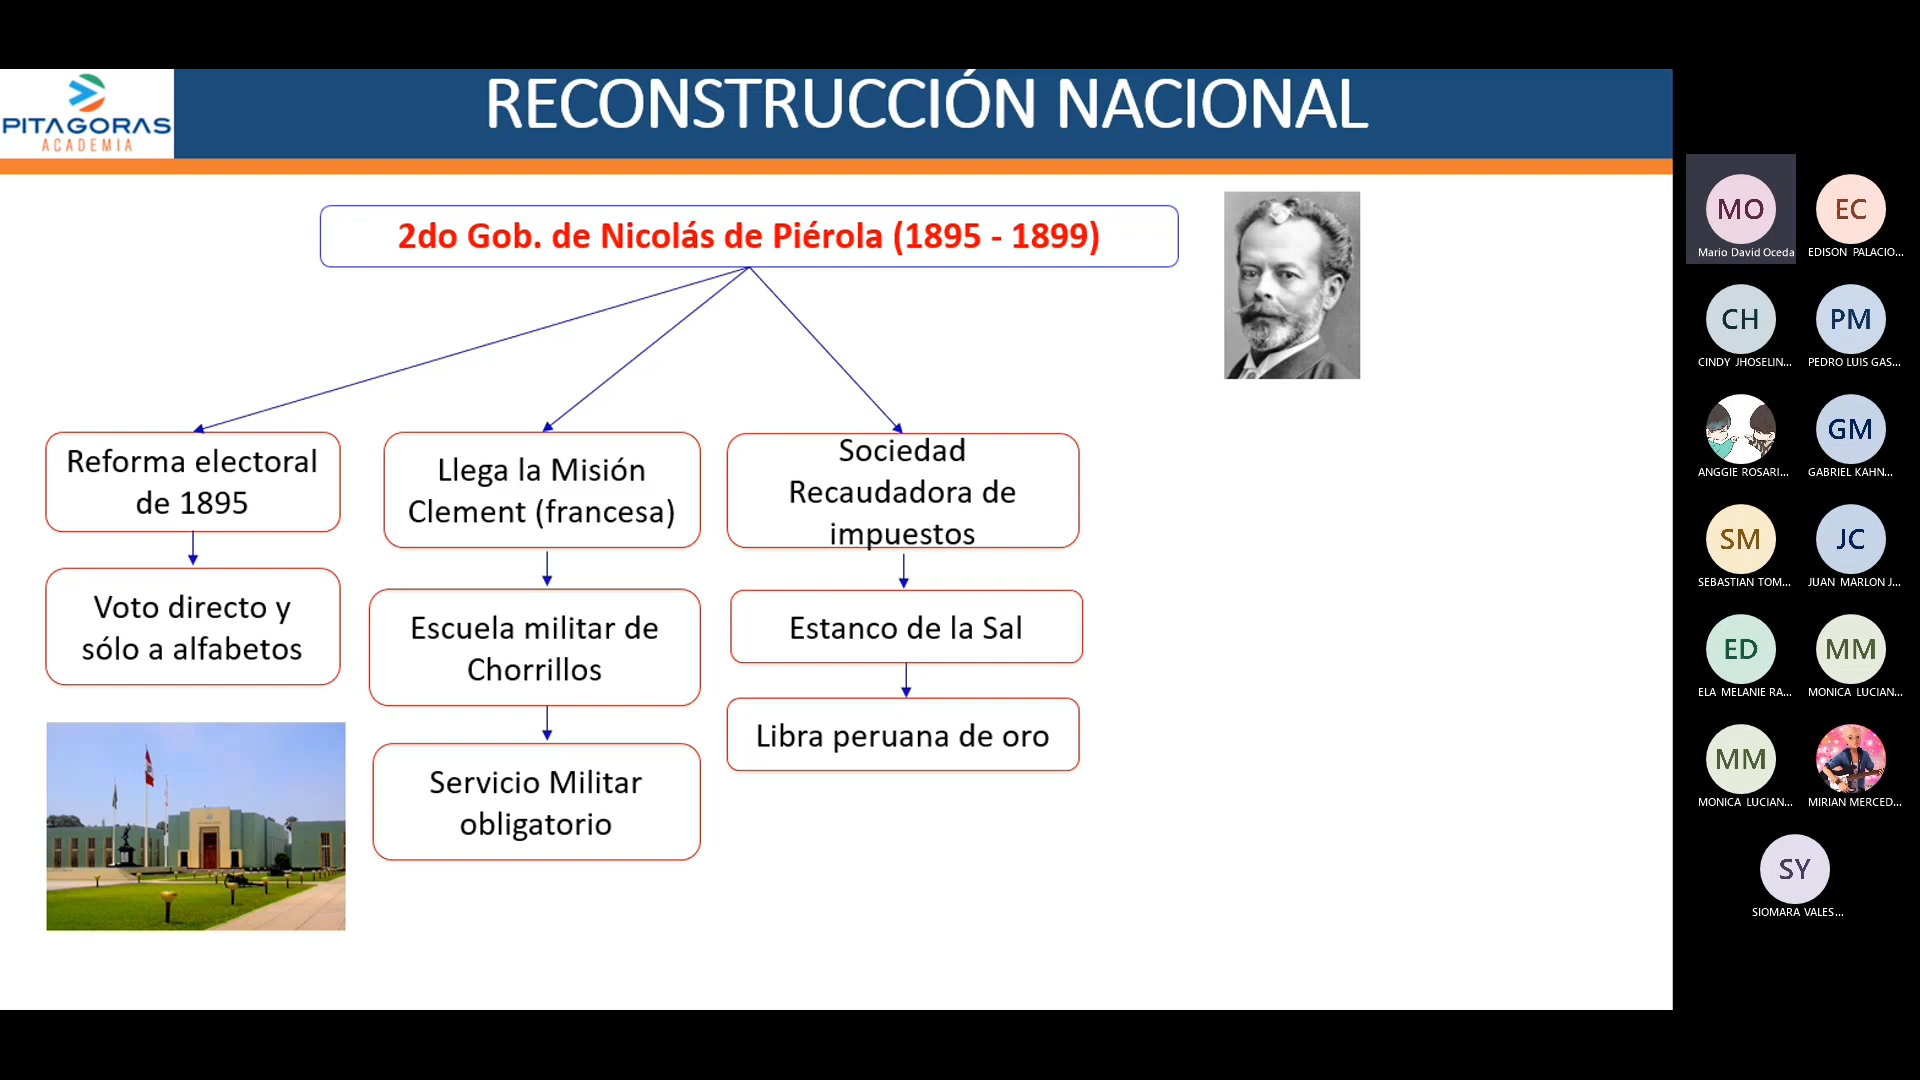 PITAGORAS
ACADEMIA
RECONSTRUCCIÓN NACIONAL
2do Gob. de Nicolás de Piérola (1895 - 1899)
Reforma electoral
de 1895
Voto directo y
sólo a alfabetos
Llega la Misión
Clement (francesa)
Escuela militar de
Chorrillos
Servicio Militar
obligatorio
Sociedad
Recaudadora de
impuestos
Estanco de la Sal
Libra peruana de oro
MO
Mario David Oceda
EC
EDISON PALACIO...
CH
CINDY JHOSELIN...
PM
PEDRO LUIS GAS...
ANGGIE ROSARI...
GM
GABRIEL KAHN...
SM
SEBASTIAN TOM...
JC
JUAN MARLON J...
ED
ELA MELANIE RA...
MM
MONICA LUCIAN...
MM
MONICA LUCIAN...
MIRIAN MERCED...
SY
SIOMARA VALES...